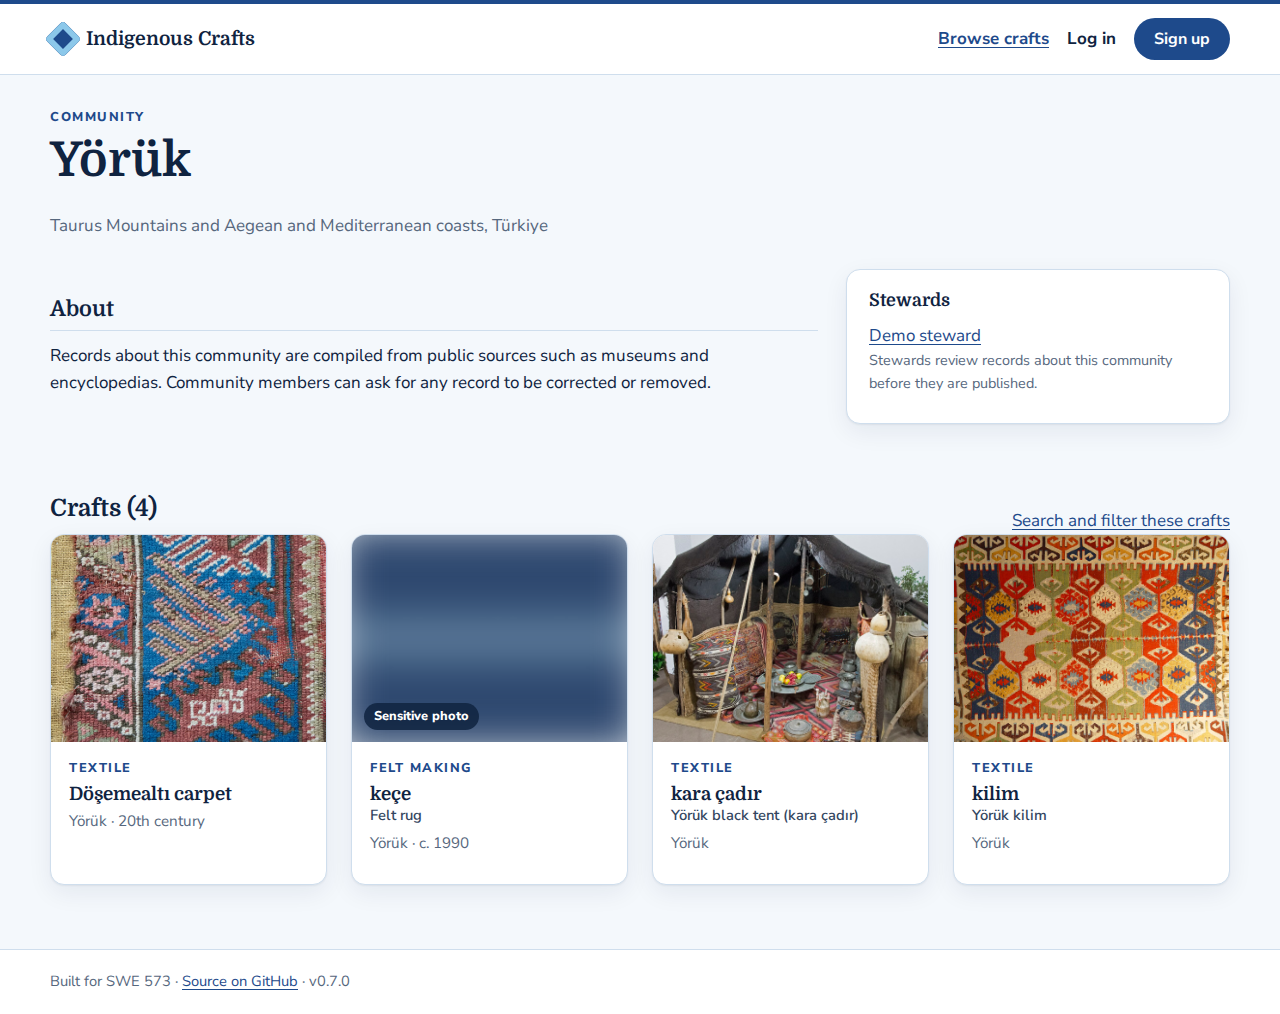 Indigenous Crafts
Browse crafts
Log in
Sign up
COMMUNITY
Yörük
Taurus Mountains and Aegean and Mediterranean coasts, Türkiye
About
Records about this community are compiled from public sources such as museums and
encyclopedias. Community members can ask for any record to be corrected or removed.
Stewards
Demo steward
Stewards review records about this community
before they are published.
Crafts (4)
Search and filter these crafts
Sensitive photo
TEXTILE
Döşemealtı carpet
Yörük · 20th century
FELT MAKING
keçe
Felt rug
Yörük · c. 1990
TEXTILE
kara çadır
Yörük black tent (kara çadır)
Yörük
TEXTILE
kilim
Yörük kilim
Yörük
Built for SWE 573 · Source on GitHub · v0.7.0